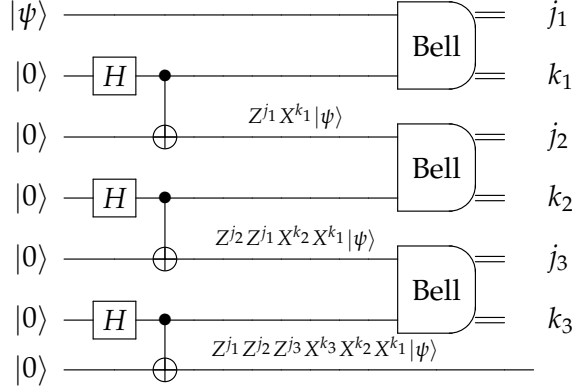 |ψ⟩ j₁
Bell
|0⟩ H k₁
Z^{j₁} X^{k₁} |ψ⟩
|0⟩ j₂
Bell
|0⟩ H k₂
Z^{j₂} Z^{j₁} X^{k₂} X^{k₁} |ψ⟩
|0⟩ j₃
Bell
|0⟩ H k₃
Z^{j₁} Z^{j₂} Z^{j₃} X^{k₃} X^{k₂} X^{k₁} |ψ⟩
|0⟩